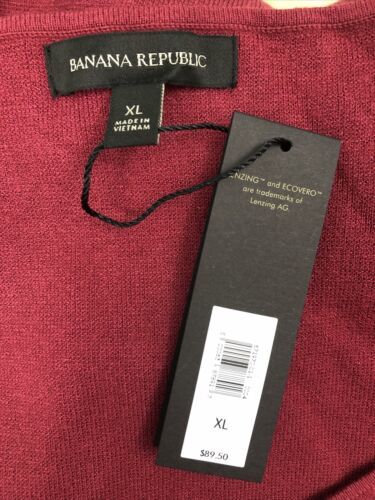 BANANA REPUBLIC
XL
MADE IN
VIETNAM
LENZING™ and ECOVERO™
are trademarks of
Lenzing AG.
XL
$89.50